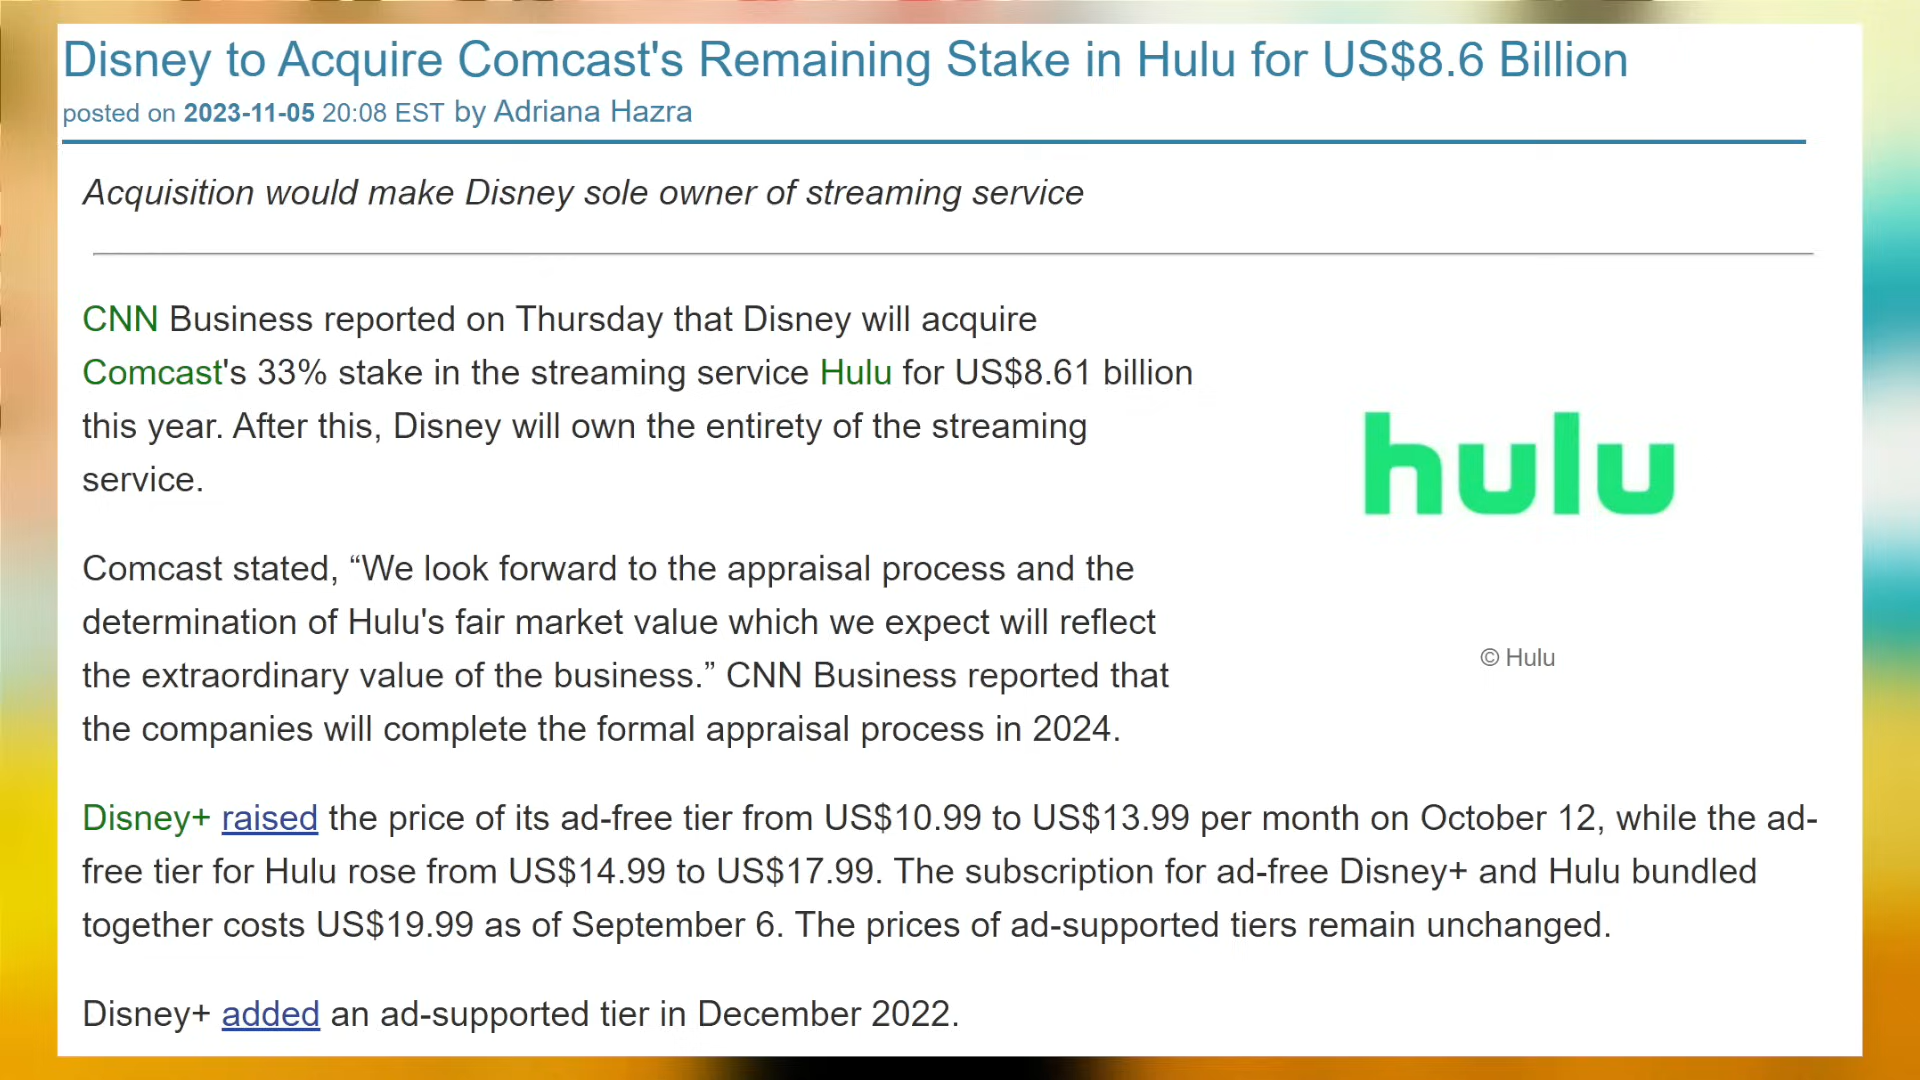 Disney to Acquire Comcast's Remaining Stake in Hulu for US$8.6 Billion
posted on 2023-11-05 20:08 EST by Adriana Hazra
Acquisition would make Disney sole owner of streaming service
CNN Business reported on Thursday that Disney will acquire
Comcast's 33% stake in the streaming service Hulu for US$8.61 billion
this year. After this, Disney will own the entirety of the streaming
service.
hulu
Comcast stated, “We look forward to the appraisal process and the
determination of Hulu's fair market value which we expect will reflect
the extraordinary value of the business.” CNN Business reported that
the companies will complete the formal appraisal process in 2024.
© Hulu
Disney+ raised the price of its ad-free tier from US$10.99 to US$13.99 per month on October 12, while the ad-
free tier for Hulu rose from US$14.99 to US$17.99. The subscription for ad-free Disney+ and Hulu bundled
together costs US$19.99 as of September 6. The prices of ad-supported tiers remain unchanged.
Disney+ added an ad-supported tier in December 2022.